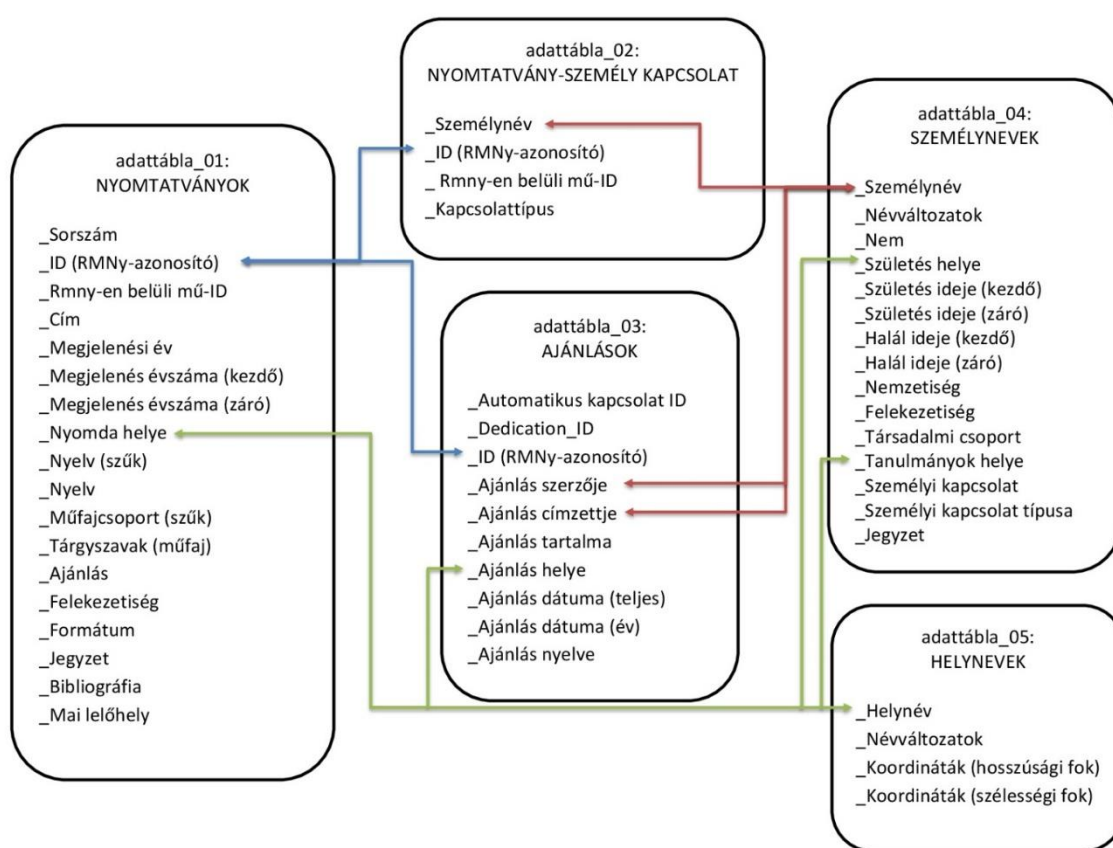 adattábla_01:
NYOMTATVÁNYOK
_Sorszám
_ID (RMNy-azonosító)
_Rmny-en belüli mű-ID
_Cím
_Megjelenési év
_Megjelenés évszáma (kezdő)
_Megjelenés évszáma (záró)
_Nyomda helye
_Nyelv (szűk)
_Nyelv
_Műfajcsoport (szűk)
_Tárgyszavak (műfaj)
_Ajánlás
_Felekezetiség
_Formátum
_Jegyzet
_Bibliográfia
_Mai lelőhely
adattábla_02:
NYOMTATVÁNY-SZEMÉLY KAPCSOLAT
_Személynév
_ID (RMNy-azonosító)
_ Rmny-en belüli mű-ID
_Kapcsolattípus
adattábla_03:
AJÁNLÁSOK
_Automatikus kapcsolat ID
_Dedication_ID
_ID (RMNy-azonosító)
_Ajánlás szerzője
_Ajánlás címzettje
_Ajánlás tartalma
_Ajánlás helye
_Ajánlás dátuma (teljes)
_Ajánlás dátuma (év)
_Ajánlás nyelve
adattábla_04:
SZEMÉLYNEVEK
_Személynév
_Névváltozatok
_Nem
_Születés helye
_Születés ideje (kezdő)
_Születés ideje (záró)
_Halál ideje (kezdő)
_Halál ideje (záró)
_Nemzetiség
_Felekezetiség
_Társadalmi csoport
_Tanulmányok helye
_Személyi kapcsolat
_Személyi kapcsolat típusa
_Jegyzet
adattábla_05:
HELYNEVEK
_Helynév
_Névváltozatok
_Koordináták (hosszúsági fok)
_Koordináták (szélességi fok)